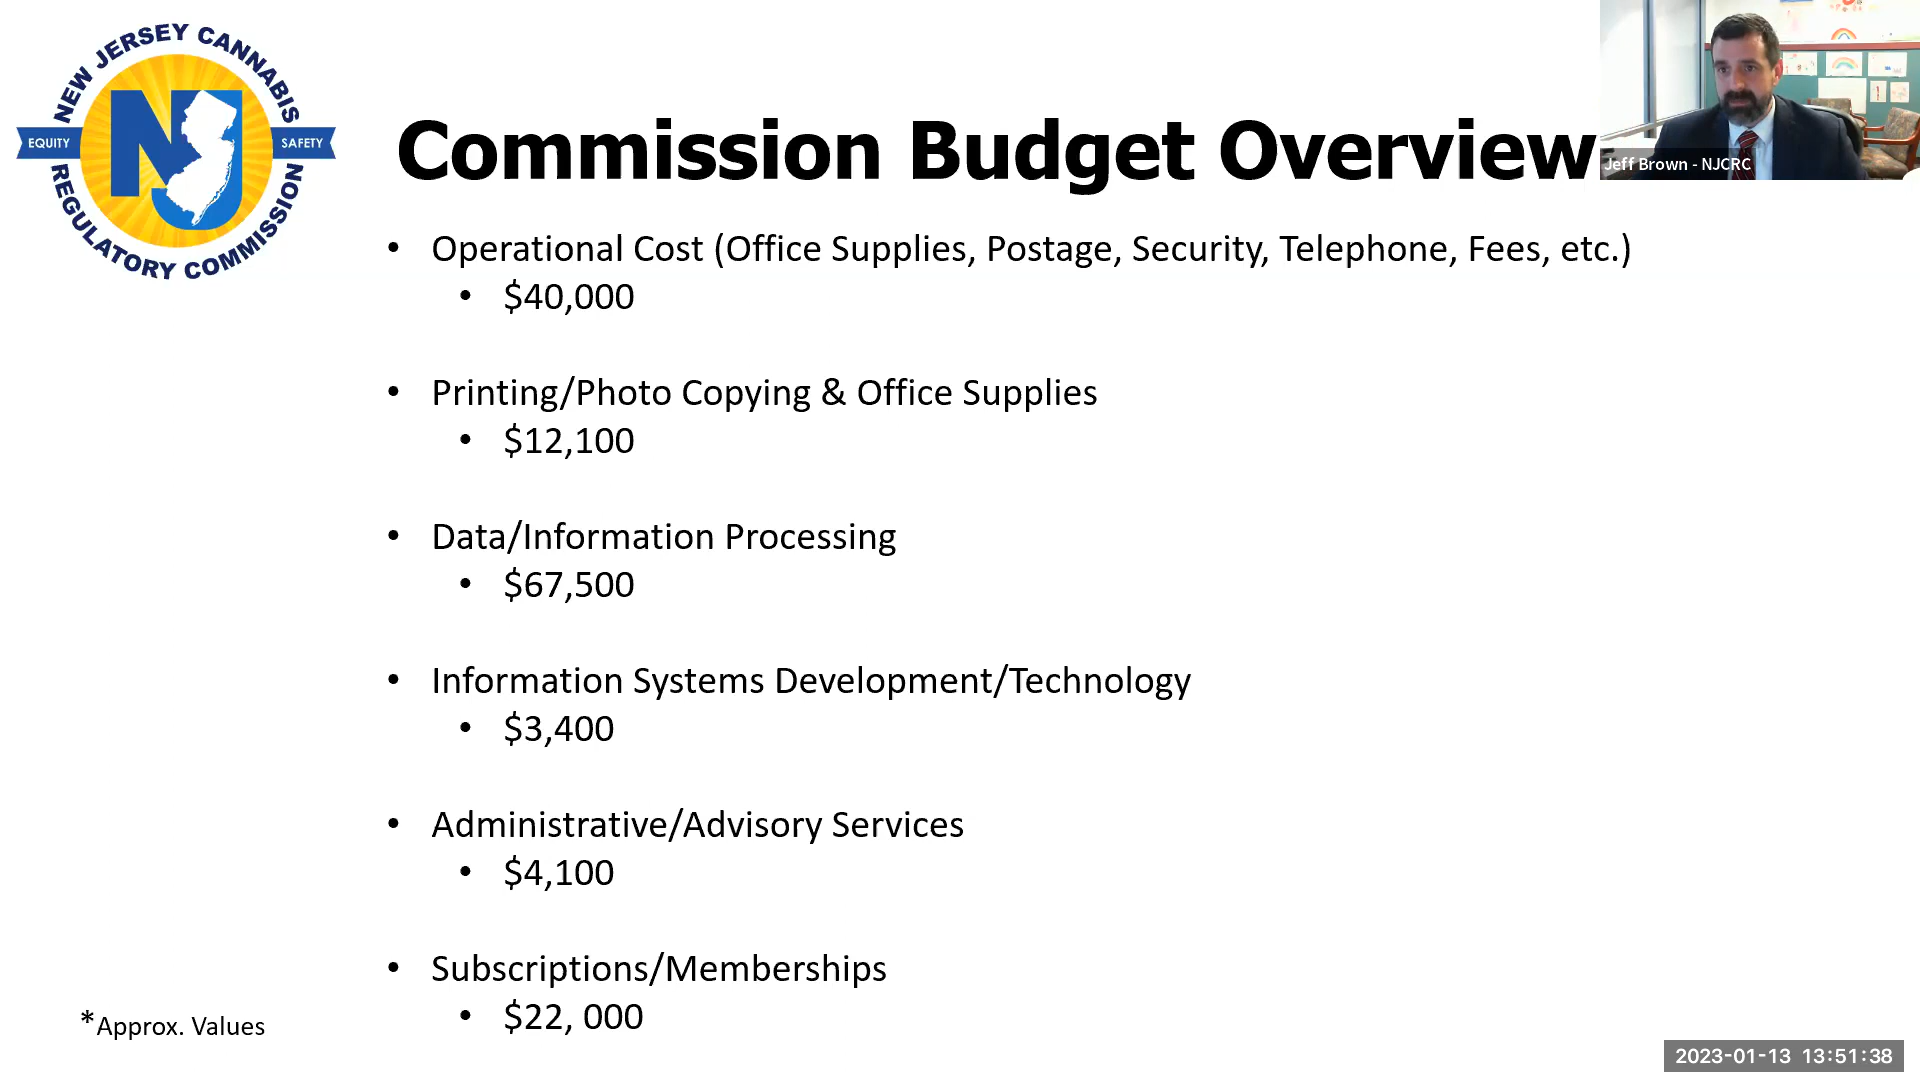 NEW JERSEY CANNABIS
EQUITY
NJ
SAFETY
REGULATORY COMMISSION
Commission Budget Overview
Jeff Brown - NJCRC
• Operational Cost (Office Supplies, Postage, Security, Telephone, Fees, etc.)
• $40,000
• Printing/Photo Copying & Office Supplies
• $12,100
• Data/Information Processing
• $67,500
• Information Systems Development/Technology
• $3,400
• Administrative/Advisory Services
• $4,100
• Subscriptions/Memberships
• $22, 000
*Approx. Values
2023-01-13 13:51:38